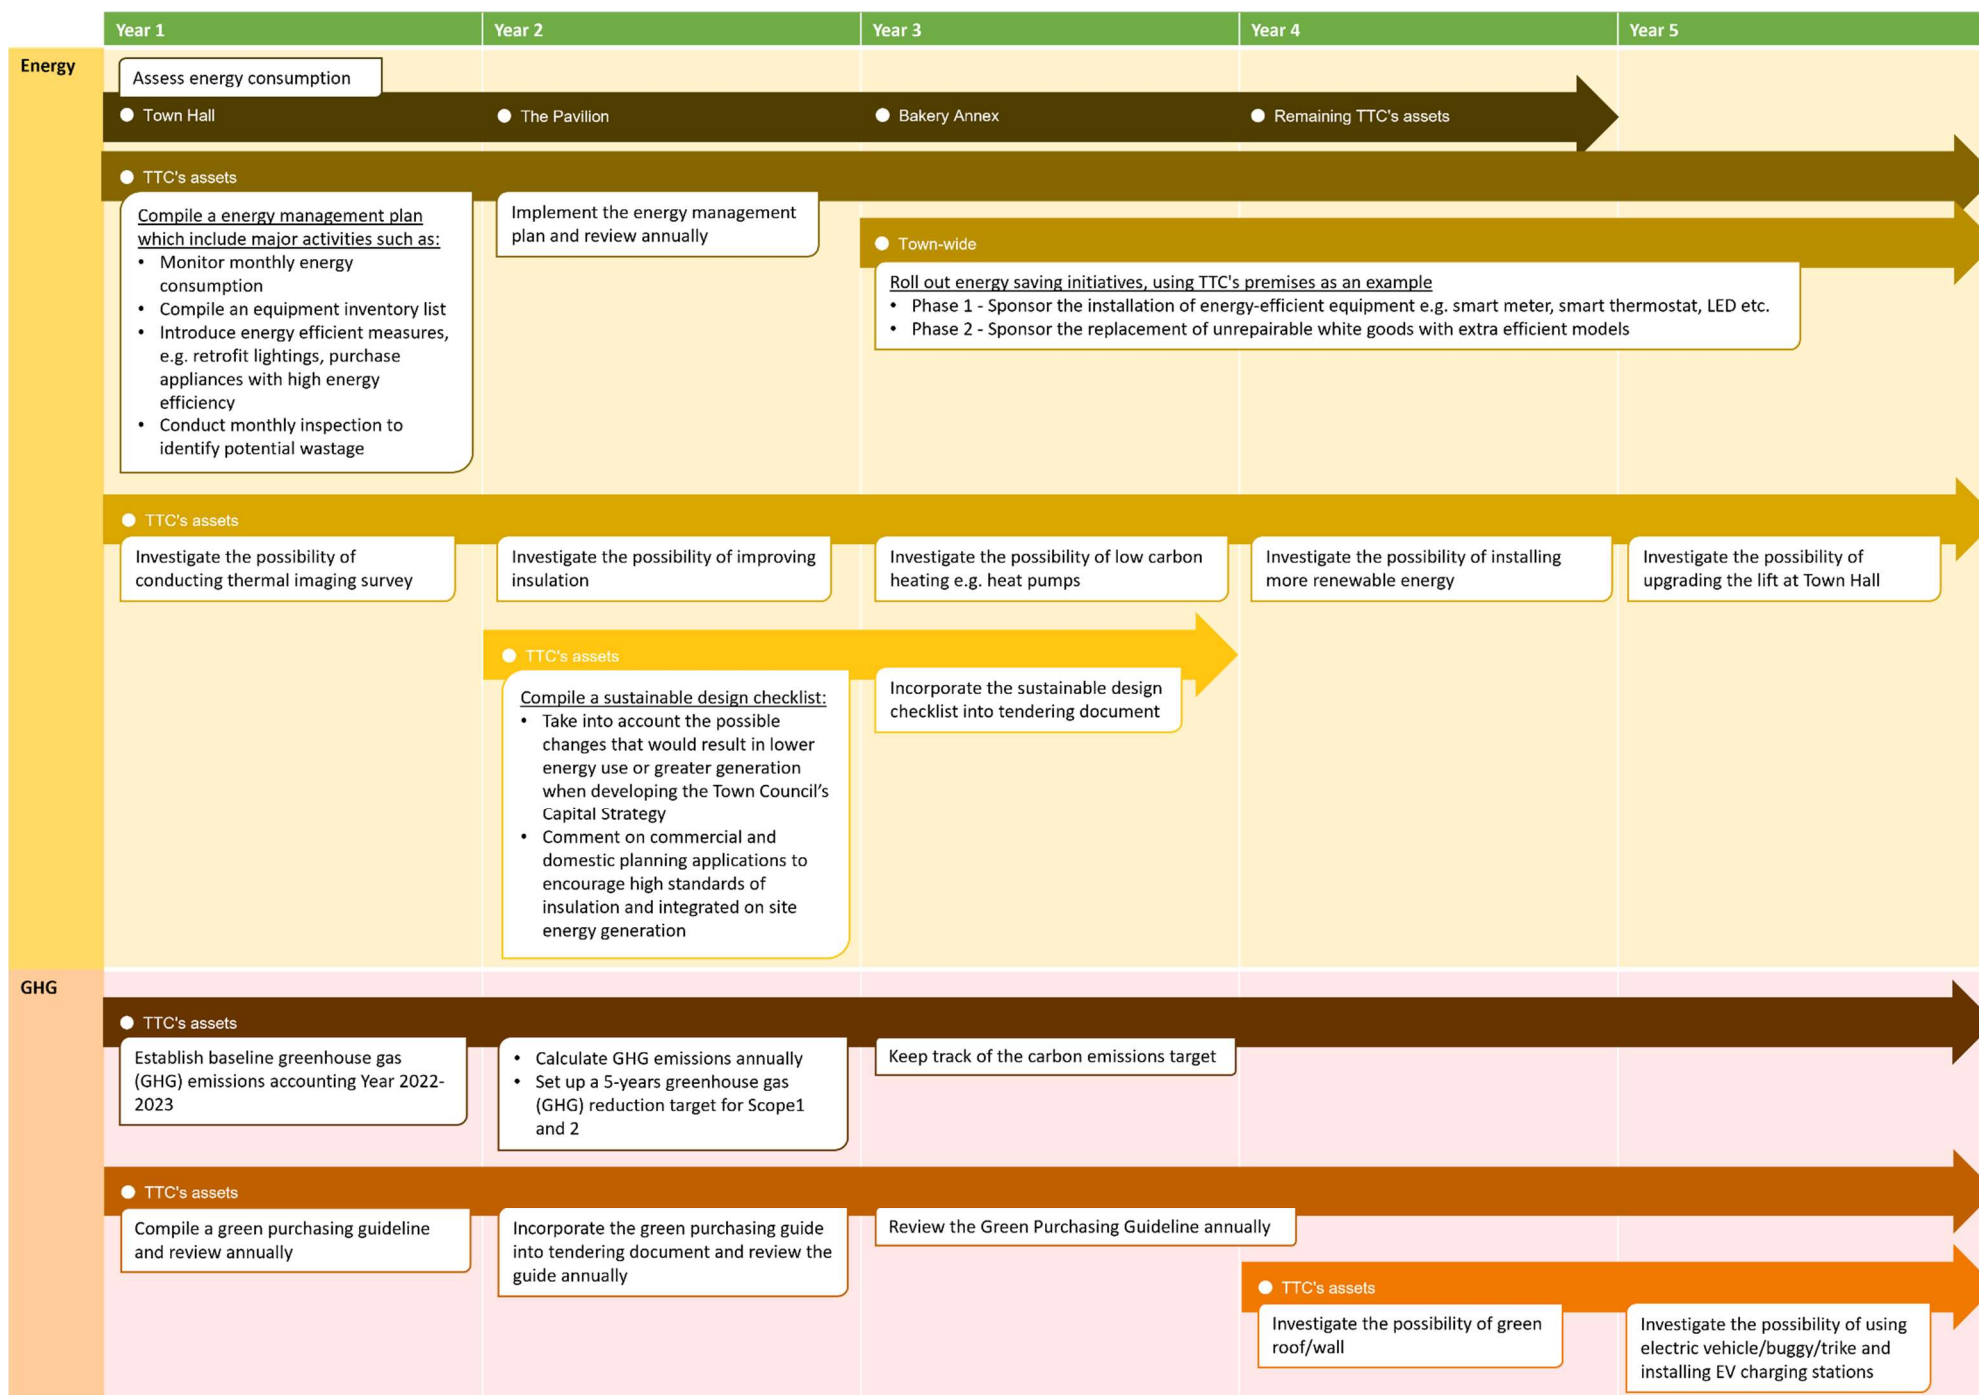 Year 1
Year 2
Year 3
Year 4
Year 5
Energy
Assess energy consumption
Town Hall
The Pavilion
Bakery Annex
Remaining TTC's assets
TTC's assets
Compile a energy management plan
which include major activities such as:
• Monitor monthly energy
consumption
• Compile an equipment inventory list
• Introduce energy efficient measures,
e.g. retrofit lightings, purchase
appliances with high energy
efficiency
• Conduct monthly inspection to
identify potential wastage
Implement the energy management
plan and review annually
Town-wide
Roll out energy saving initiatives, using TTC's premises as an example
• Phase 1 - Sponsor the installation of energy-efficient equipment e.g. smart meter, smart thermostat, LED etc.
• Phase 2 - Sponsor the replacement of unrepairable white goods with extra efficient models
TTC's assets
Investigate the possibility of
conducting thermal imaging survey
Investigate the possibility of improving
insulation
Investigate the possibility of low carbon
heating e.g. heat pumps
Investigate the possibility of installing
more renewable energy
Investigate the possibility of
upgrading the lift at Town Hall
TTC's assets
Compile a sustainable design checklist:
• Take into account the possible
changes that would result in lower
energy use or greater generation
when developing the Town Council's
Capital Strategy
• Comment on commercial and
domestic planning applications to
encourage high standards of
insulation and integrated on site
energy generation
Incorporate the sustainable design
checklist into tendering document
GHG
TTC's assets
Establish baseline greenhouse gas
(GHG) emissions accounting Year 2022-
2023
• Calculate GHG emissions annually
• Set up a 5-years greenhouse gas
(GHG) reduction target for Scope1
and 2
Keep track of the carbon emissions target
TTC's assets
Compile a green purchasing guideline
and review annually
Incorporate the green purchasing guide
into tendering document and review the
guide annually
Review the Green Purchasing Guideline annually
TTC's assets
Investigate the possibility of green
roof/wall
Investigate the possibility of using
electric vehicle/buggy/trike and
installing EV charging stations